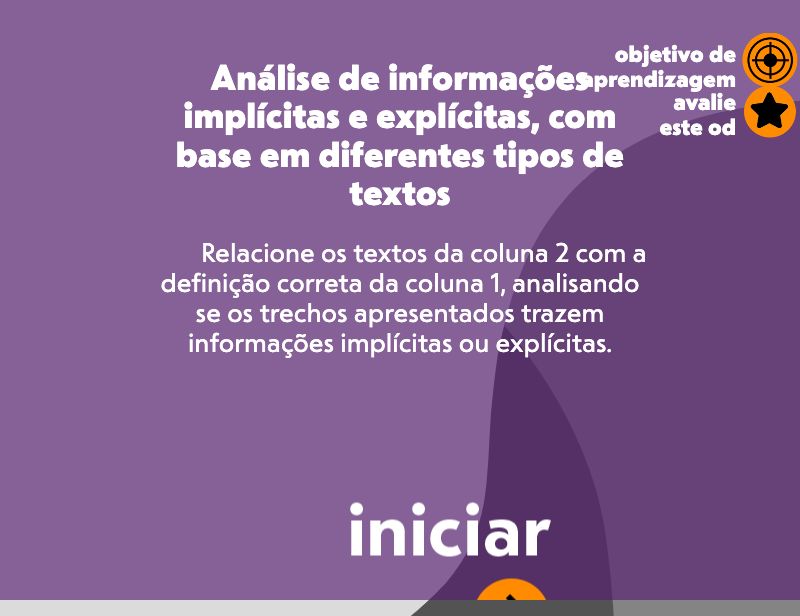 objetivo de
aprendizagem
avalie
este od
Análise de informações
implícitas e explícitas, com
base em diferentes tipos de
textos
Relacione os textos da coluna 2 com a
definição correta da coluna 1, analisando
se os trechos apresentados trazem
informações implícitas ou explícitas.
iniciar